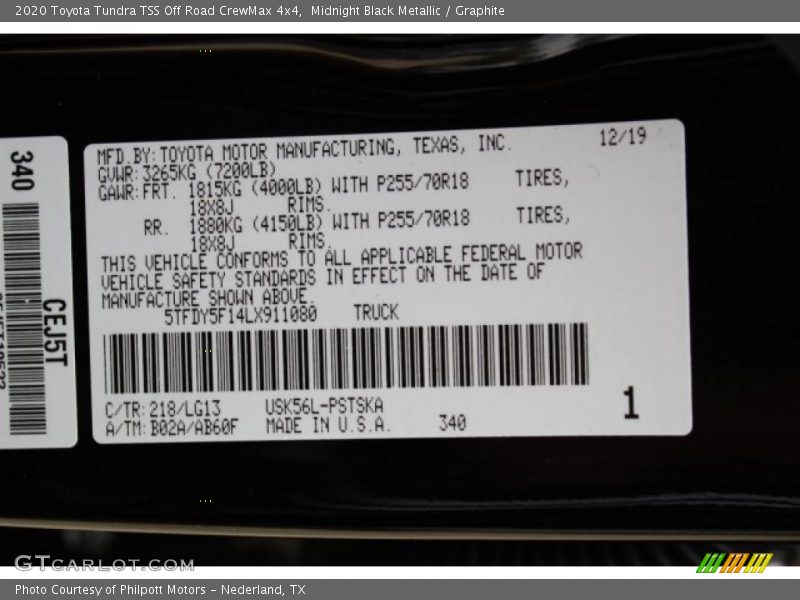 2020 Toyota Tundra TSS Off Road CrewMax 4x4, Midnight Black Metallic / Graphite
340
CEJ5T
MFD.BY:TOYOTA MOTOR MANUFACTURING, TEXAS, INC. 12/19
GVWR:3265KG (7200LB)
GAWR:FRT. 1815KG (4000LB) WITH P255/70R18 TIRES,
18X8J RIMS.
RR. 1880KG (4150LB) WITH P255/70R18 TIRES,
18X8J RIMS.
THIS VEHICLE CONFORMS TO ALL APPLICABLE FEDERAL MOTOR
VEHICLE SAFETY STANDARDS IN EFFECT ON THE DATE OF
MANUFACTURE SHOWN ABOVE.
5TFDY5F14LX911080 TRUCK
C/TR:218/LG13 USK56L-PSTSKA
A/TM:B02A/AB60F MADE IN U.S.A. 340
1
GTCARLOT.COM
Photo Courtesy of Philpott Motors - Nederland, TX